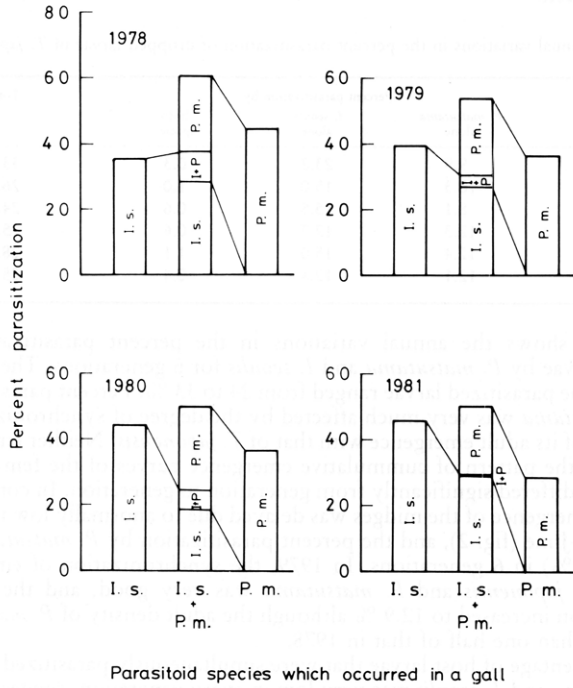 80
1978
60
40
20
0
I. s.
I. s.
I+P
P. m.
P. m.
1979
60
40
20
0
I. s.
I. s.
I+P
P. m.
P. m.
Percent parasitization
1980
60
40
20
0
I. s.
I. s.
I+P
P. m.
P. m.
1981
60
40
20
0
I. s.
I. s.
I+P
P. m.
P. m.
I. s. I. s. P. m.
+
P. m.
I. s. I. s. P. m.
+
P. m.
Parasitoid species which occurred in a gall